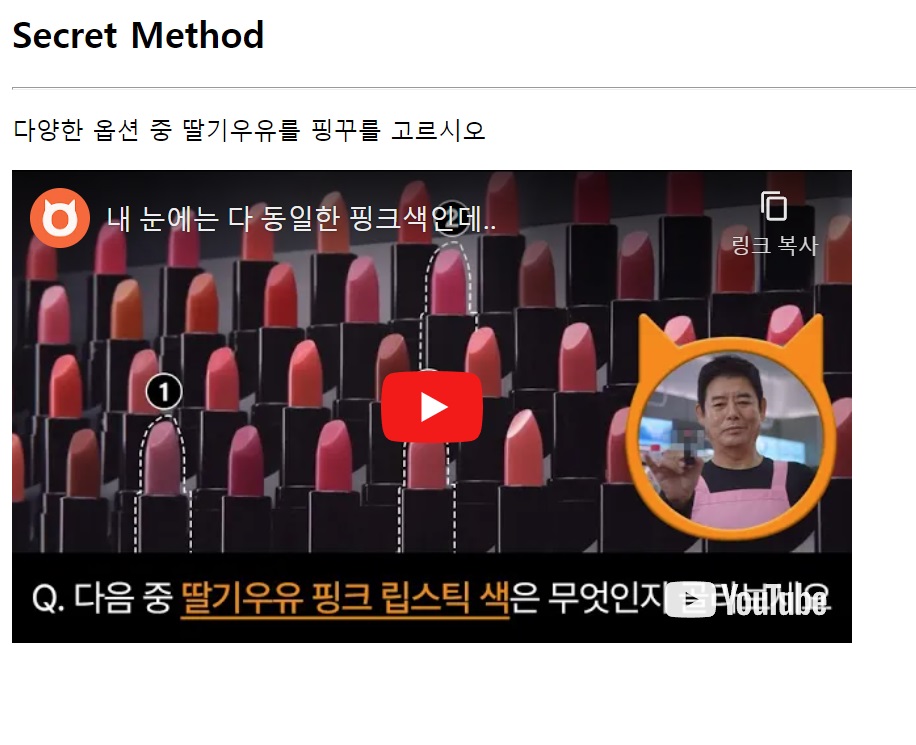 Secret Method
다양한 옵션 중 딸기우유를 핑꾸를 고르시오
내 눈에는 다 동일한 핑크색인데..
2
링크 복사
1
Q. 다음 중 딸기우유 핑크 립스틱 색은 무엇인지
YouTube